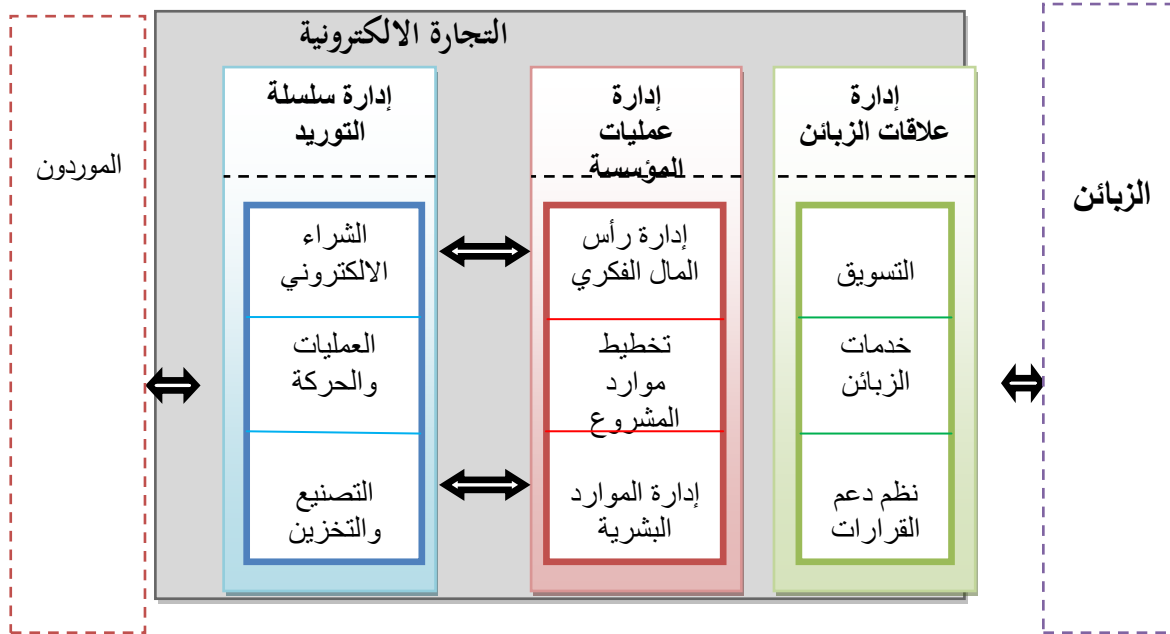 التجارة الالكترونية
الزبائن
إدارة
علاقات الزبائن
التسويق
خدمات
الزبائن
نظم دعم
القرارات
إدارة
عمليات
المؤسسة
إدارة رأس
المال الفكري
تخطيط
موارد
المشروع
إدارة الموارد
البشرية
إدارة سلسلة
التوريد
الشراء
الالكتروني
العمليات
والحركة
التصنيع
والتخزين
الموردون